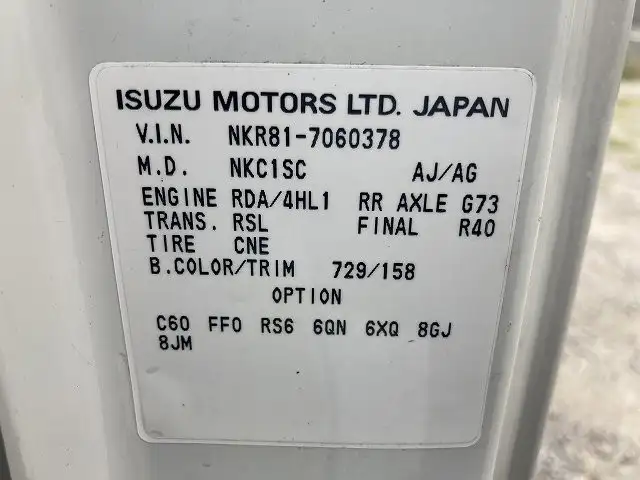 ISUZU MOTORS LTD. JAPAN
V.I.N. NKR81-7060378
M.D. NKC1SC AJ/AG
ENGINE RDA/4HL1 RR AXLE G73
TRANS. RSL FINAL R40
TIRE CNE
B.COLOR/TRIM 729/158
OPTION
C60 FF0 RS6 6QN 6XQ 8GJ
8JM